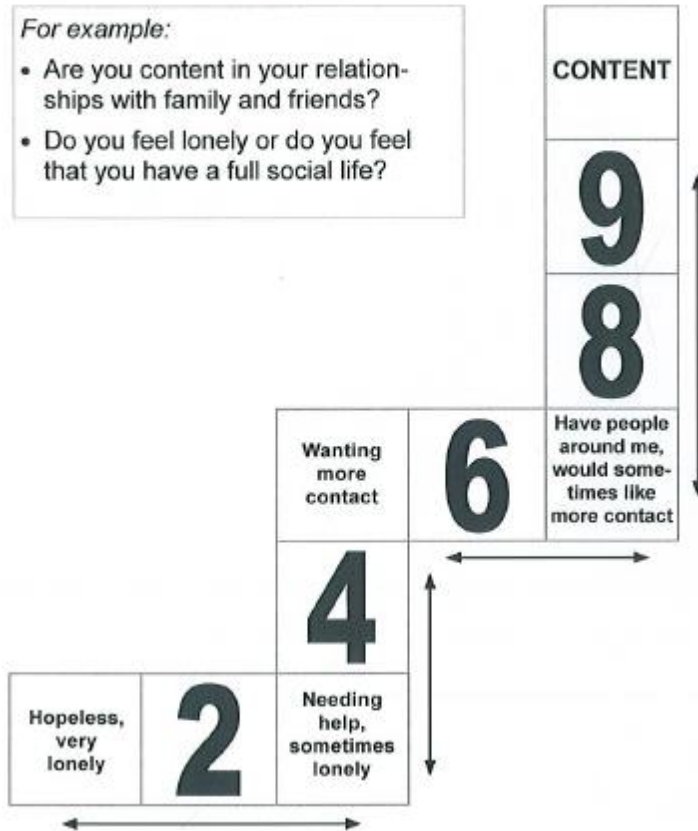 For example:
• Are you content in your relation-
ships with family and friends?
• Do you feel lonely or do you feel
that you have a full social life?
CONTENT
9
8
Wanting
more
contact
6
Have people
around me,
would some-
times like
more contact
4
Hopeless,
very
lonely
2
Needing
help,
sometimes
lonely